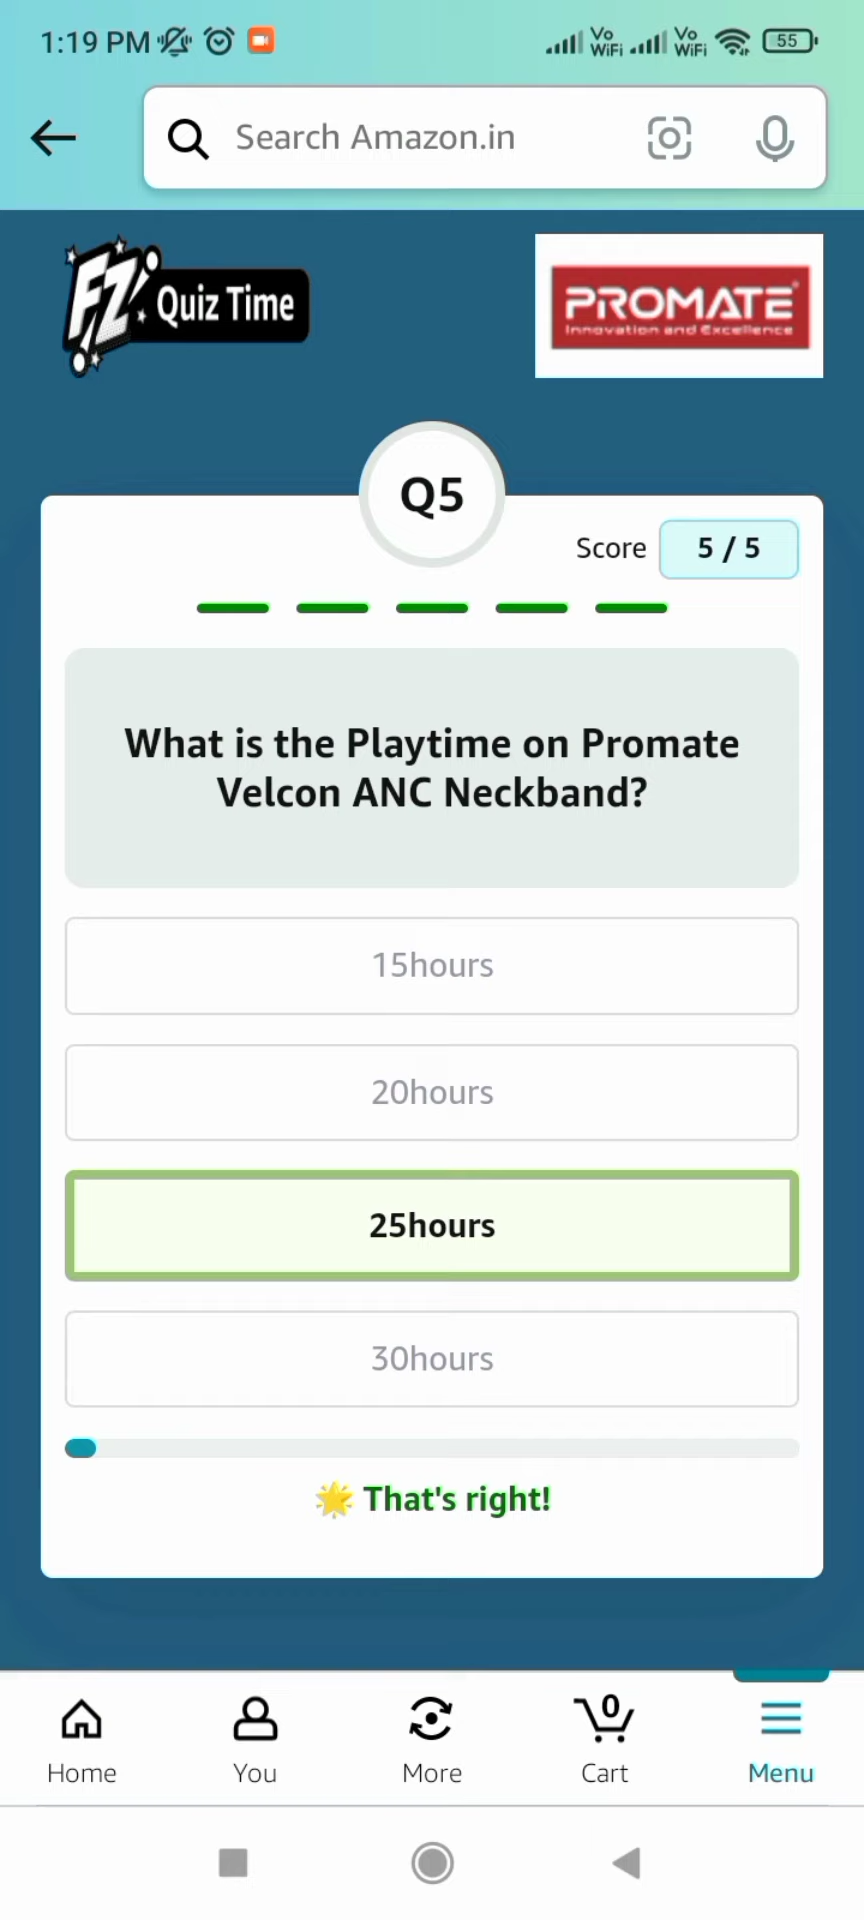 1:19 PM
Vo WiFi
Vo WiFi
55
Search Amazon.in
FZ Quiz Time
PROMATE
Innovation and Excellence
Q5
Score 5 / 5
What is the Playtime on Promate
Velcon ANC Neckband?
15hours
20hours
25hours
30hours
That's right!
0
Home You More Cart Menu